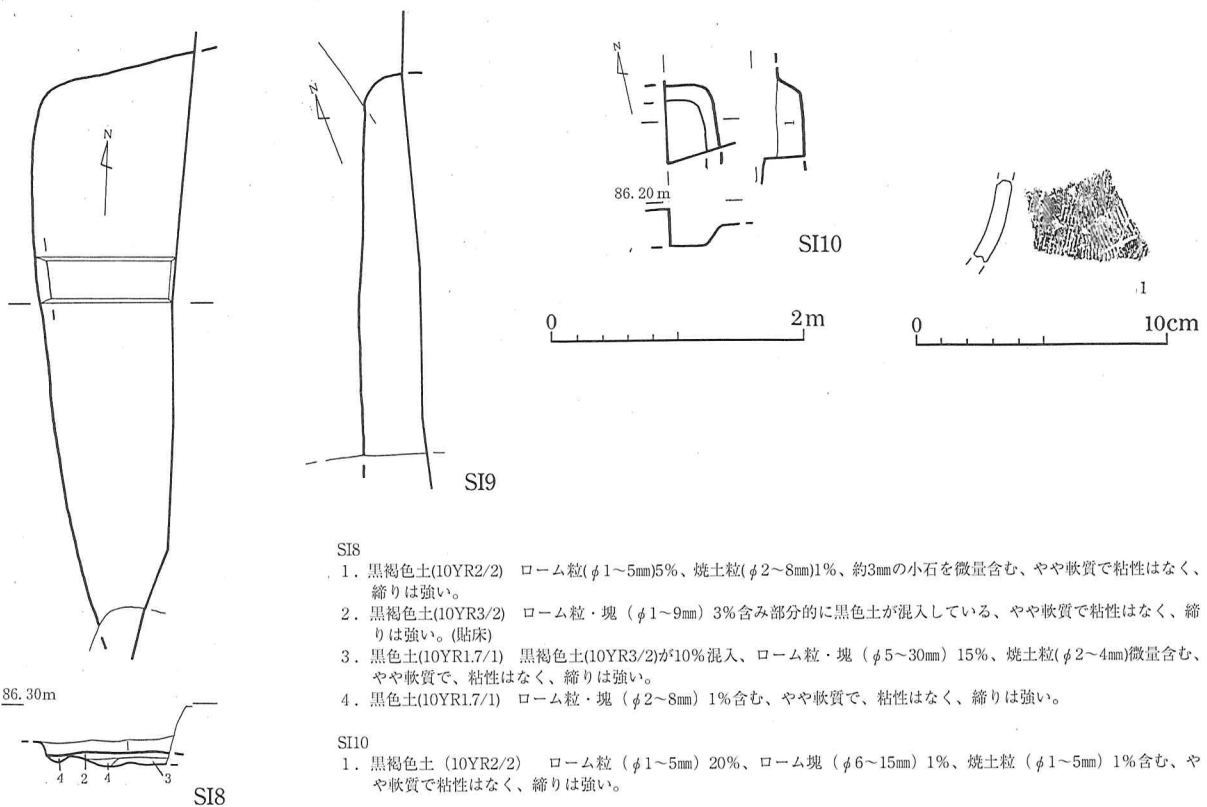 N
N
N
86.20m
1
SI10
0 2m
1
0 10cm
SI9
86.30m
1
4 2 4 3
SI8
SI8
1．黒褐色土(10YR2/2)　ローム粒(φ1~5㎜)5%、焼土粒(φ2~8㎜)1%、約3㎜の小石を微量含む、やや軟質で粘性はなく、
締りは強い。
2．黒褐色土(10YR3/2)　ローム粒・塊（φ1~9㎜）3%含み部分的に黒色土が混入している、やや軟質で粘性はなく、締
りは強い。(貼床)
3．黒色土(10YR1.7/1)　黒褐色土(10YR3/2)が10%混入、ローム粒・塊（φ5~30㎜）15%、焼土粒(φ2~4㎜)微量含む、
やや軟質で、粘性はなく、締りは強い。
4．黒色土(10YR1.7/1)　ローム粒・塊（φ2~8㎜）1%含む、やや軟質で、粘性はなく、締りは強い。
SI10
1．黒褐色土（10YR2/2）　ローム粒（φ1~5㎜）20%、ローム塊（φ6~15㎜）1%、焼土粒（φ1~5㎜）1%含む、や
や軟質で粘性はなく、締りは強い。